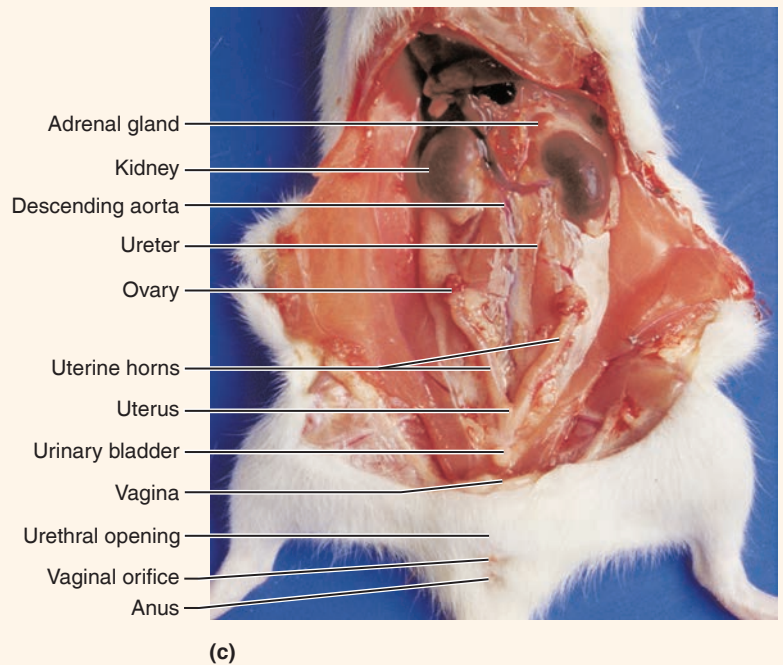 Adrenal gland
Kidney
Descending aorta
Ureter
Ovary
Uterine horns
Uterus
Urinary bladder
Vagina
Urethral opening
Vaginal orifice
Anus
(c)